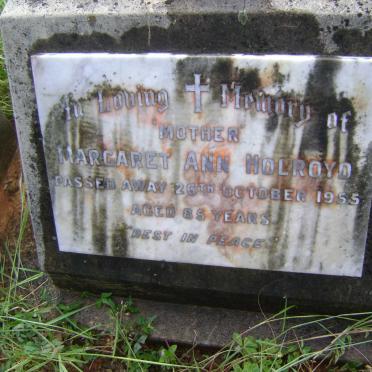 In Loving Memory of
MOTHER
MARGARET ANN HOLROYD
PASSED AWAY 26TH OCTOBER 1955
AGED 85 YEARS
"REST IN PEACE"